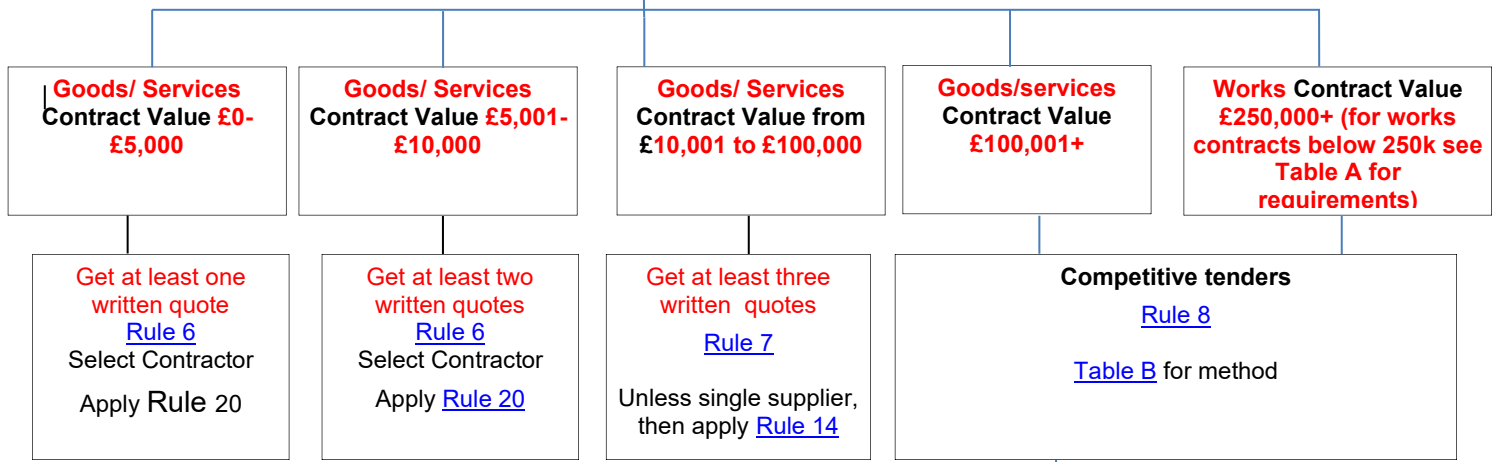 Goods/ Services
Contract Value £0-
£5,000
Goods/ Services
Contract Value £5,001-
£10,000
Goods/ Services
Contract Value from
£10,001 to £100,000
Goods/services
Contract Value
£100,001+
Works Contract Value
£250,000+ (for works
contracts below 250k see
Table A for
requirements)
Get at least one
written quote
Rule 6
Select Contractor
Apply Rule 20
Get at least two
written quotes
Rule 6
Select Contractor
Apply Rule 20
Get at least three
written quotes
Rule 7
Unless single supplier,
then apply Rule 14
Competitive tenders
Rule 8
Table B for method